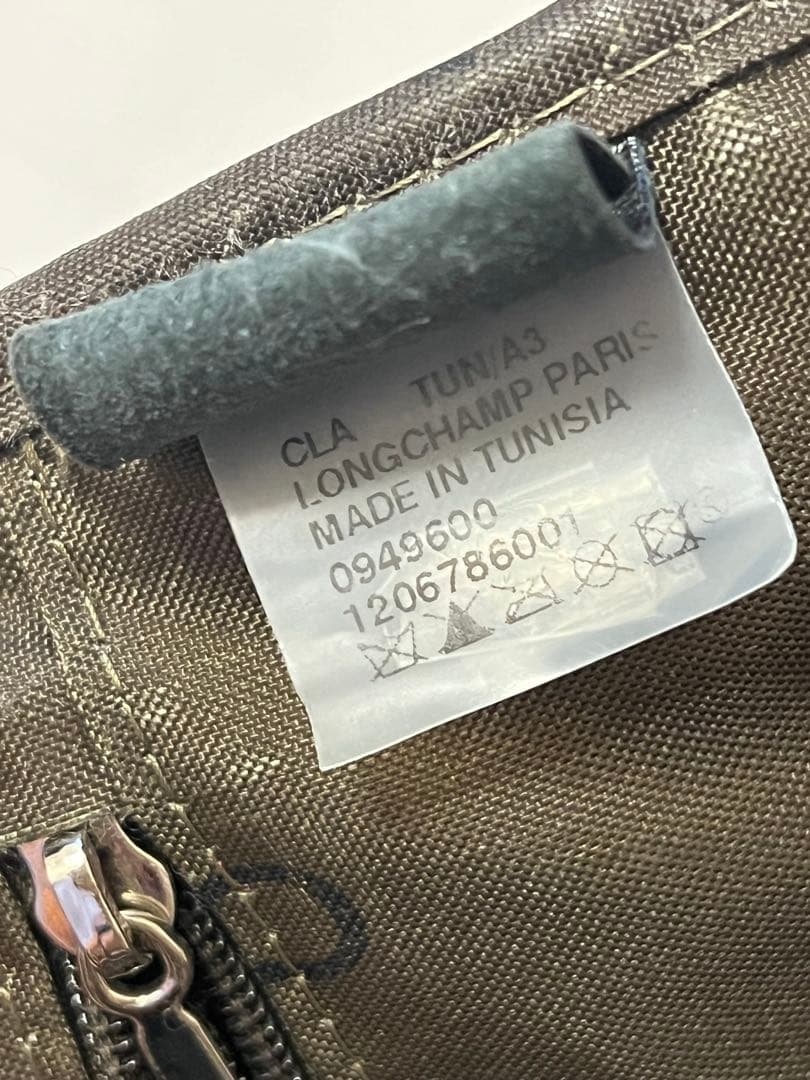 CLA TUN/A3
LONGCHAMP PARIS
MADE IN TUNISIA
0949600
1206786001